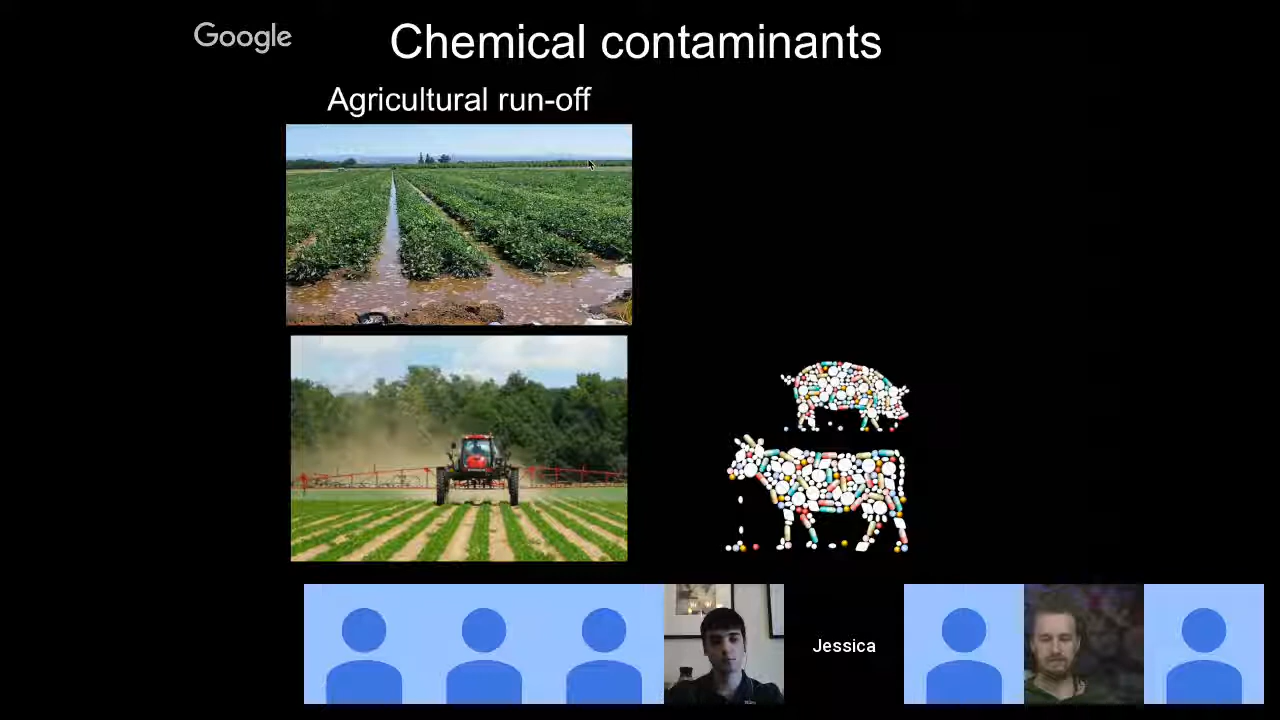 Google
Chemical contaminants
Agricultural run-off
Jessica